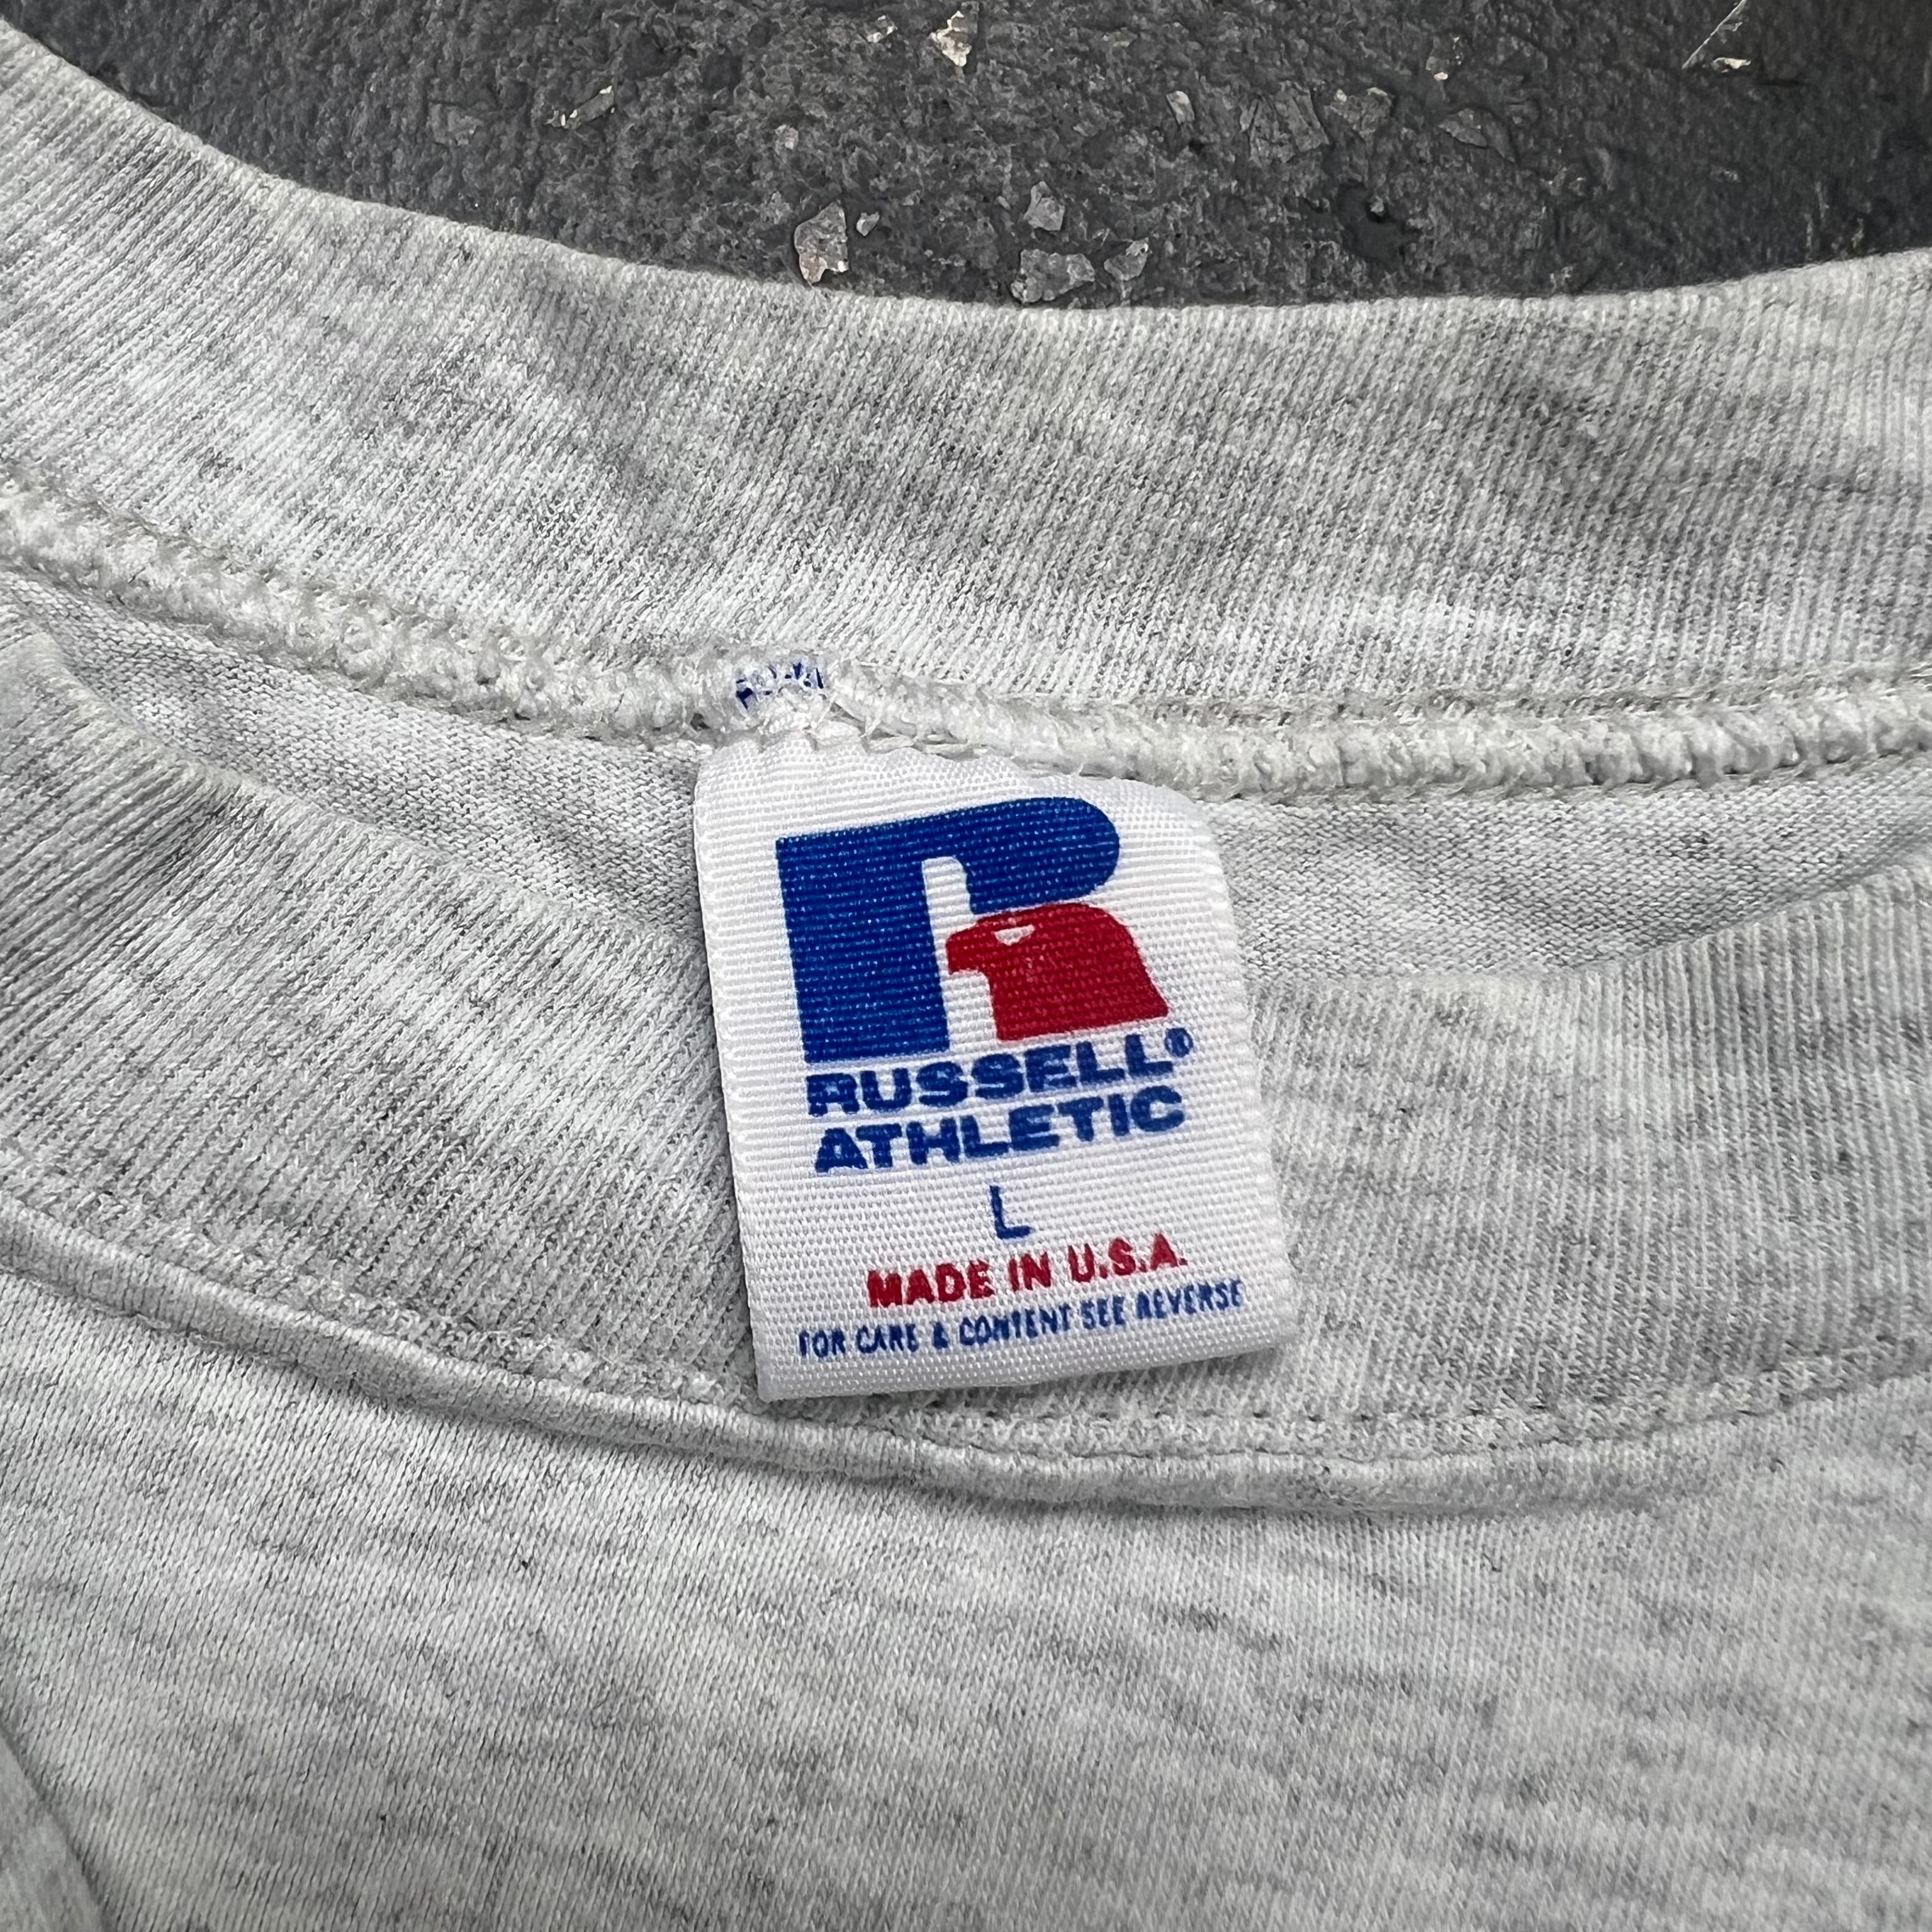 RUSSELL®
ATHLETIC
L
MADE IN U.S.A.
FOR CARE & CONTENT SEE REVERSE